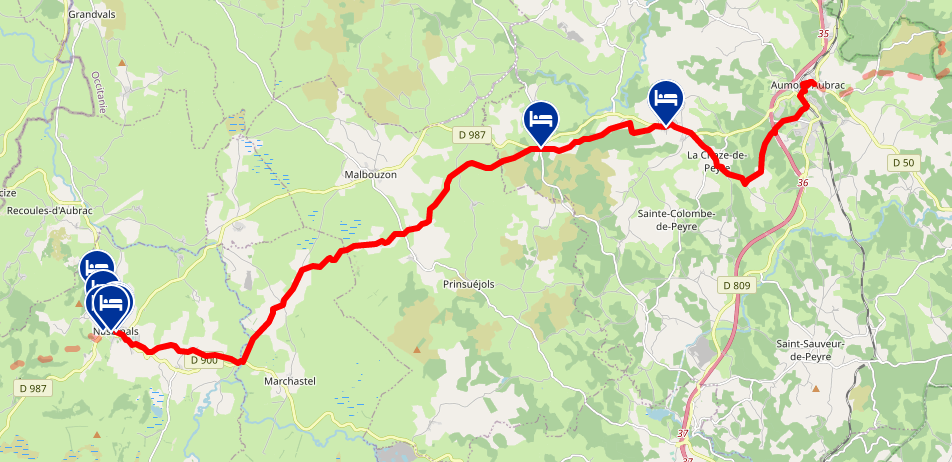 Grandvals
35
Occitanie
Aumont-Aubrac
D 987
La Chaze-de-
Peyre
D 50
Malbouzon
36
Recoules-d'Aubrac
Sainte-Colombe-
de-Peyre
Prinsuéjols
D 809
Nasbinals
D 900
Saint-Sauveur-
de-Peyre
Marchastel
D 987
37
37